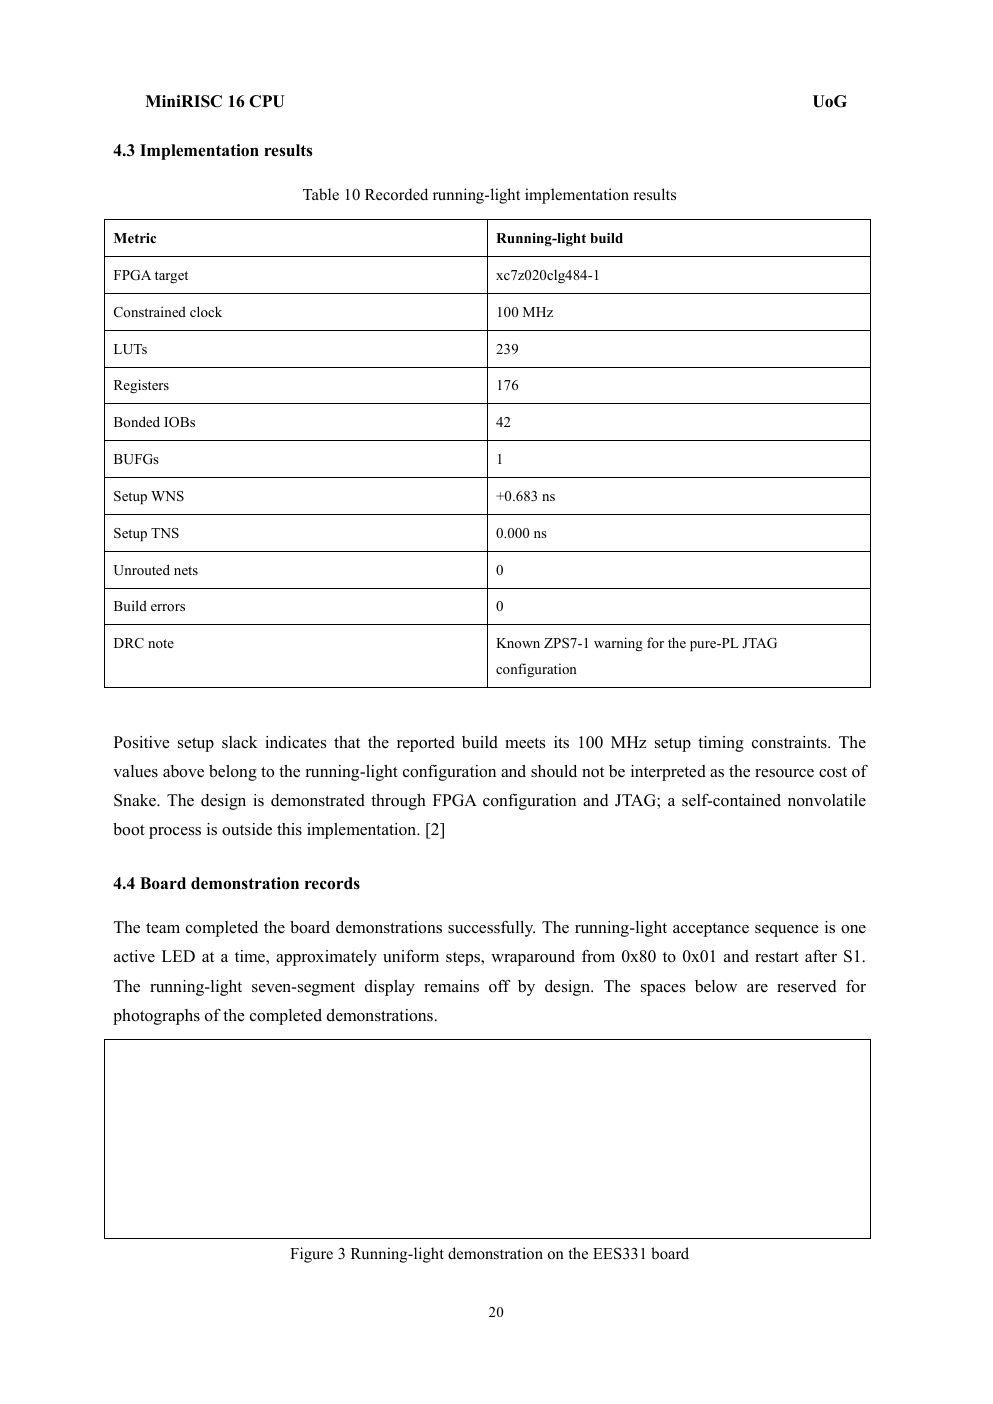 MiniRISC 16 CPU UoG
4.3 Implementation results
Table 10 Recorded running-light implementation results
Metric Running-light build
FPGA target xc7z020clg484-1
Constrained clock 100 MHz
LUTs 239
Registers 176
Bonded IOBs 42
BUFGs 1
Setup WNS +0.683 ns
Setup TNS 0.000 ns
Unrouted nets 0
Build errors 0
DRC note Known ZPS7-1 warning for the pure-PL JTAG
configuration
Positive setup slack indicates that the reported build meets its 100 MHz setup timing constraints. The
values above belong to the running-light configuration and should not be interpreted as the resource cost of
Snake. The design is demonstrated through FPGA configuration and JTAG; a self-contained nonvolatile
boot process is outside this implementation. [2]
4.4 Board demonstration records
The team completed the board demonstrations successfully. The running-light acceptance sequence is one
active LED at a time, approximately uniform steps, wraparound from 0x80 to 0x01 and restart after S1.
The running-light seven-segment display remains off by design. The spaces below are reserved for
photographs of the completed demonstrations.
Figure 3 Running-light demonstration on the EES331 board
20